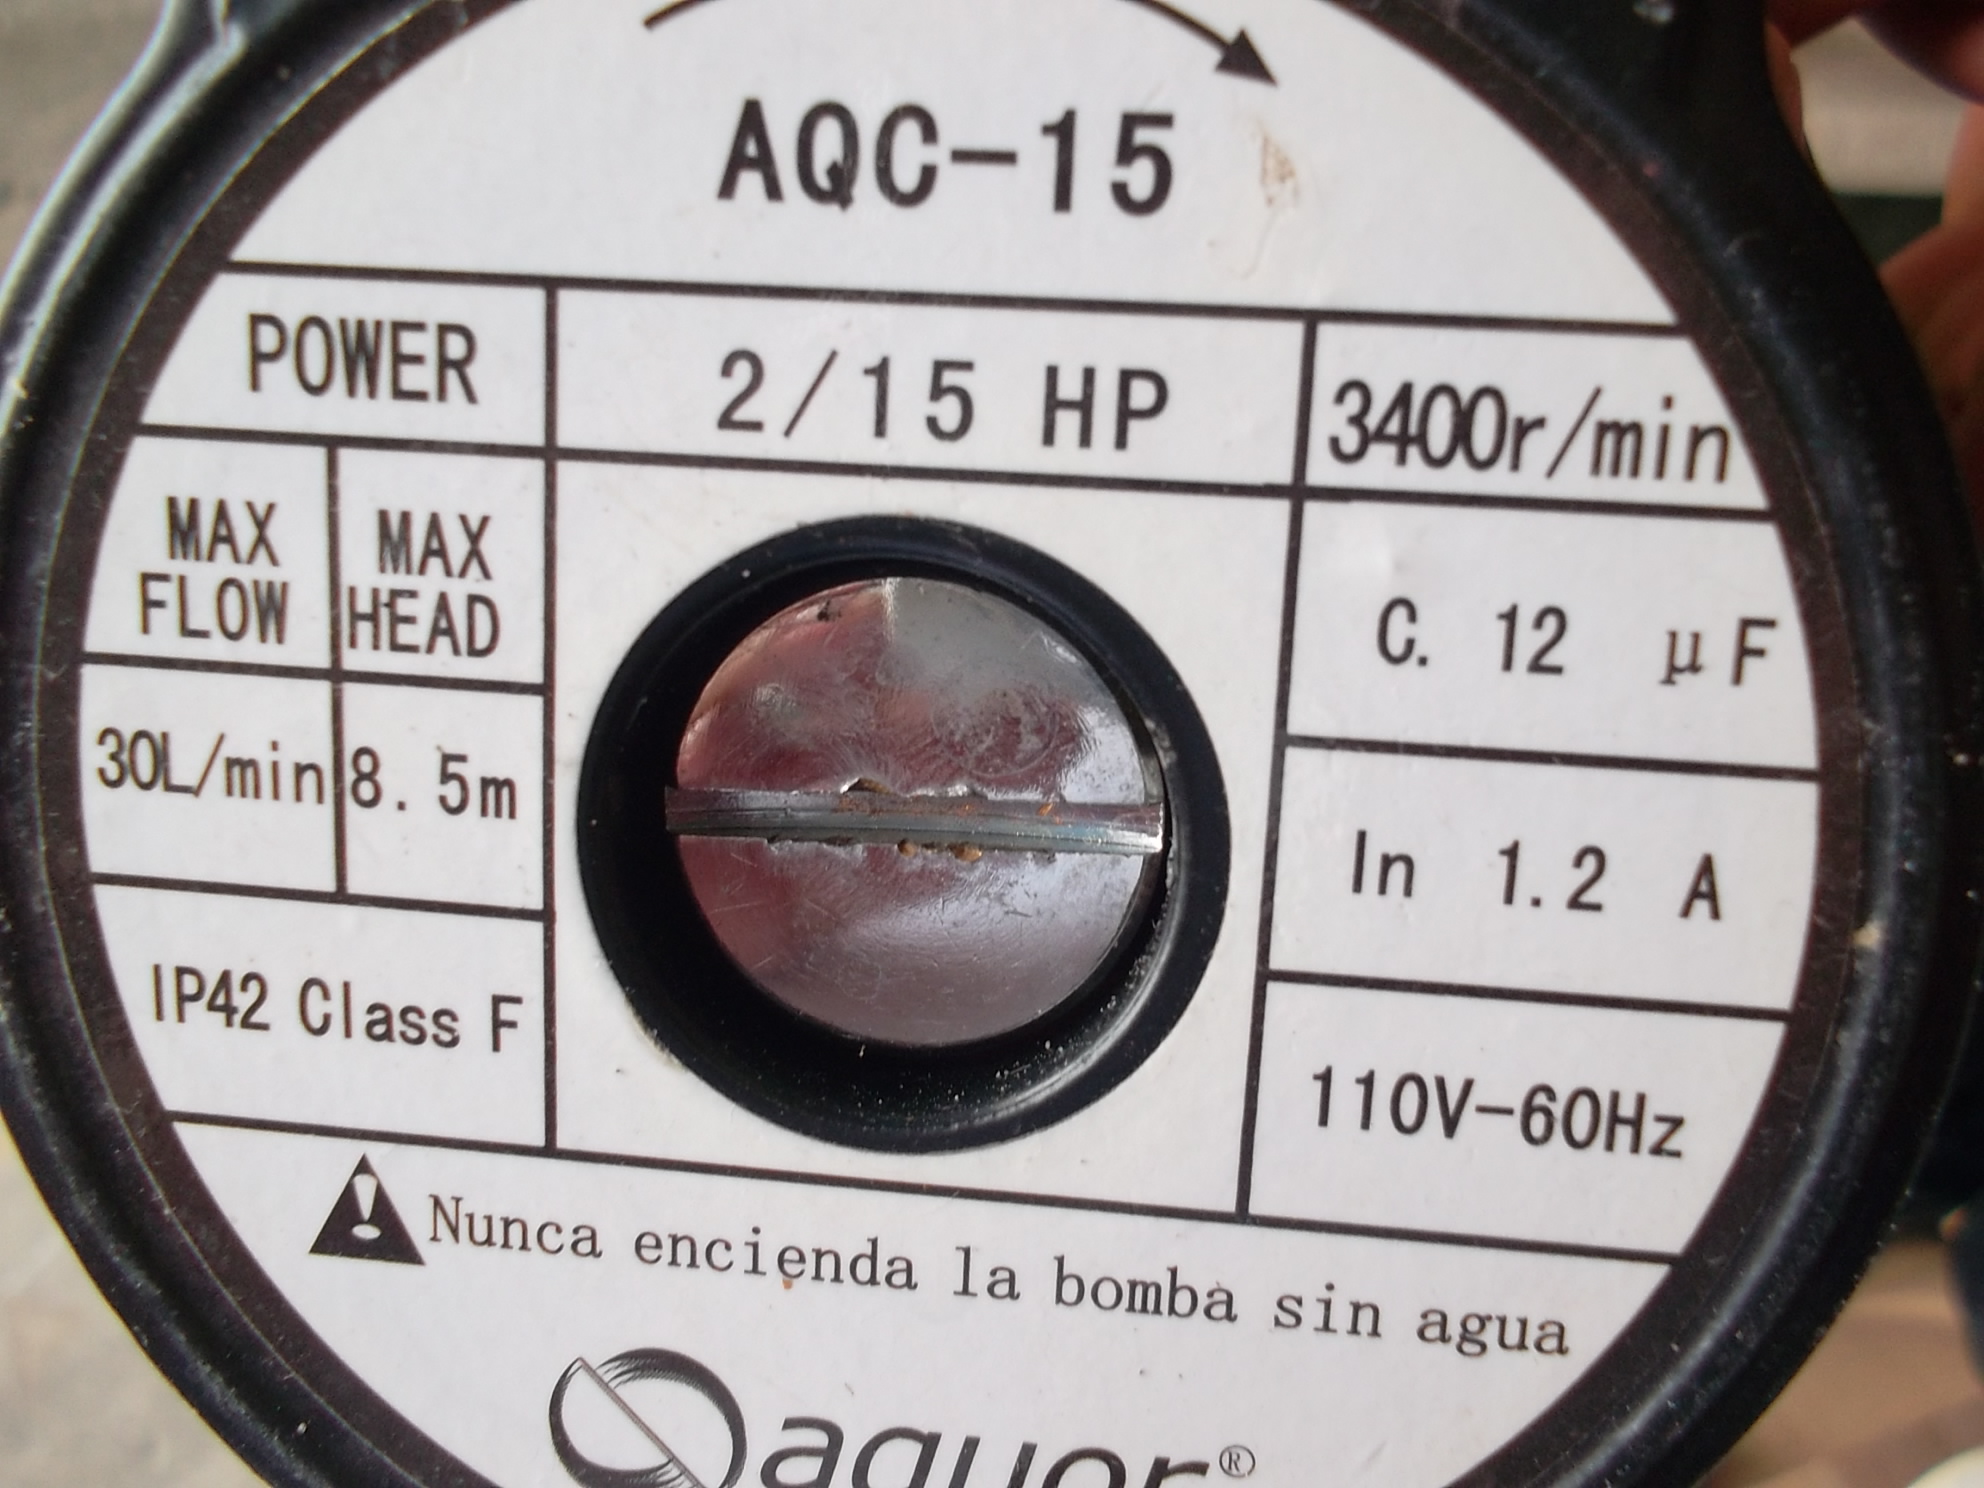 AQC-15
POWER 2/15 HP 3400r/min
MAX FLOW
MAX HEAD
30L/min 8.5m
IP42 Class F
C. 12 μF
In 1.2 A
110V-60Hz
Nunca encienda la bomba sin agua
aquor®